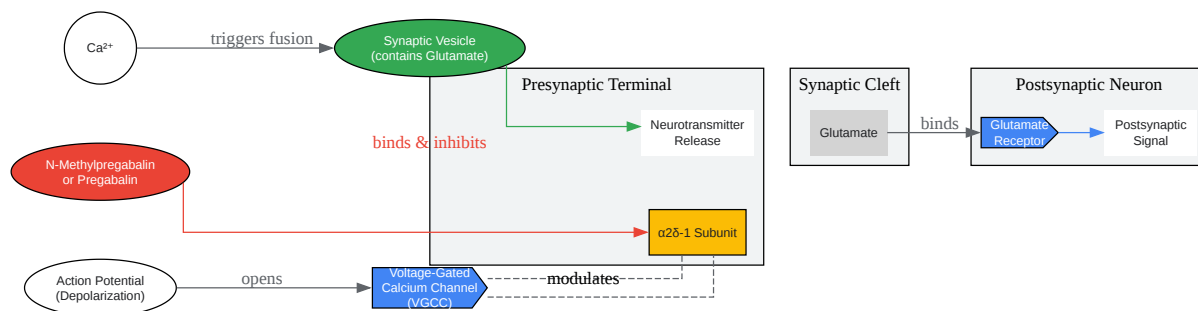 Ca²⁺
triggers fusion
Synaptic Vesicle
(contains Glutamate)
Presynaptic Terminal
Neurotransmitter
Release
binds & inhibits
N-Methylpregabalin
or Pregabalin
α2δ-1 Subunit
Action Potential
(Depolarization)
opens
Voltage-Gated
Calcium Channel
(VGCC)
modulates
Synaptic Cleft
Glutamate
binds
Postsynaptic Neuron
Glutamate
Receptor
Postsynaptic
Signal